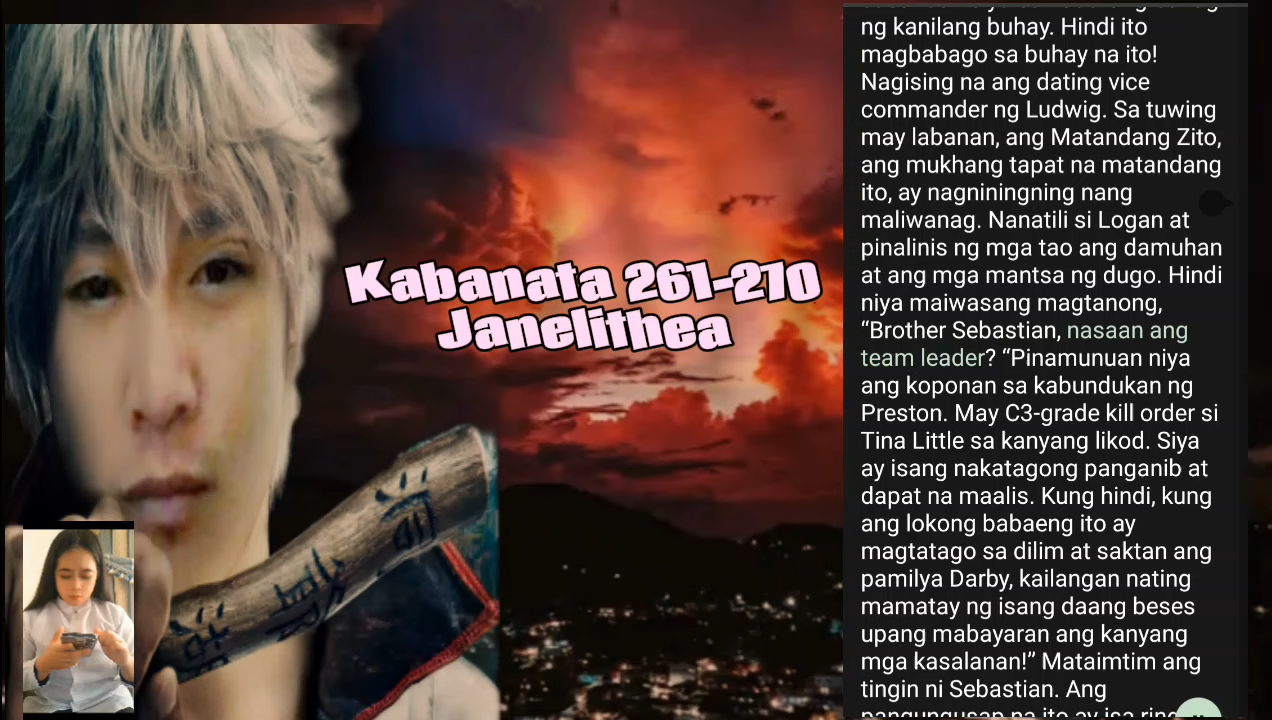 Kabanata 261-270
Janelithea
ng kanilang buhay. Hindi ito
magbabago sa buhay na ito!
Nagising na ang dating vice
commander ng Ludwig. Sa tuwing
may labanan, ang Matandang Zito,
ang mukhang tapat na matandang
ito, ay nagniningning nang
maliwanag. Nanatili si Logan at
pinalinis ng mga tao ang damuhan
at ang mga mantsa ng dugo. Hindi
niya maiwasang magtanong,
“Brother Sebastian, nasaan ang
team leader? “Pinamunuan niya
ang koponan sa kabundukan ng
Preston. May C3-grade kill order si
Tina Little sa kanyang likod. Siya
ay isang nakatagong panganib at
dapat na maalis. Kung hindi, kung
ang lokong babaeng ito ay
magtatago sa dilim at saktan ang
pamilya Darby, kailangan nating
mamatay ng isang daang beses
upang mabayaran ang kanyang
mga kasalanan!” Mataimtim ang
tingin ni Sebastian. Ang
pangungusap na ito ay isa